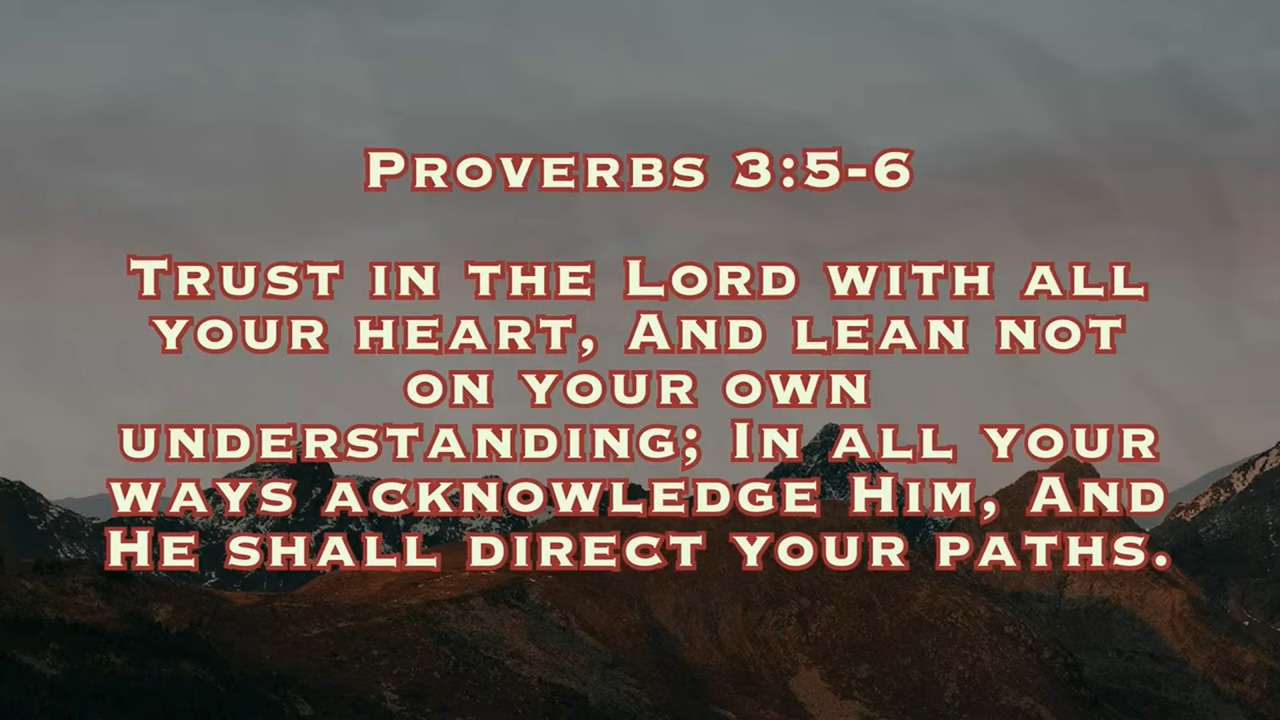 Proverbs 3:5-6
Trust in the Lord with all
your heart, And lean not
on your own
understanding; In all your
ways acknowledge Him, And
He shall direct your paths.